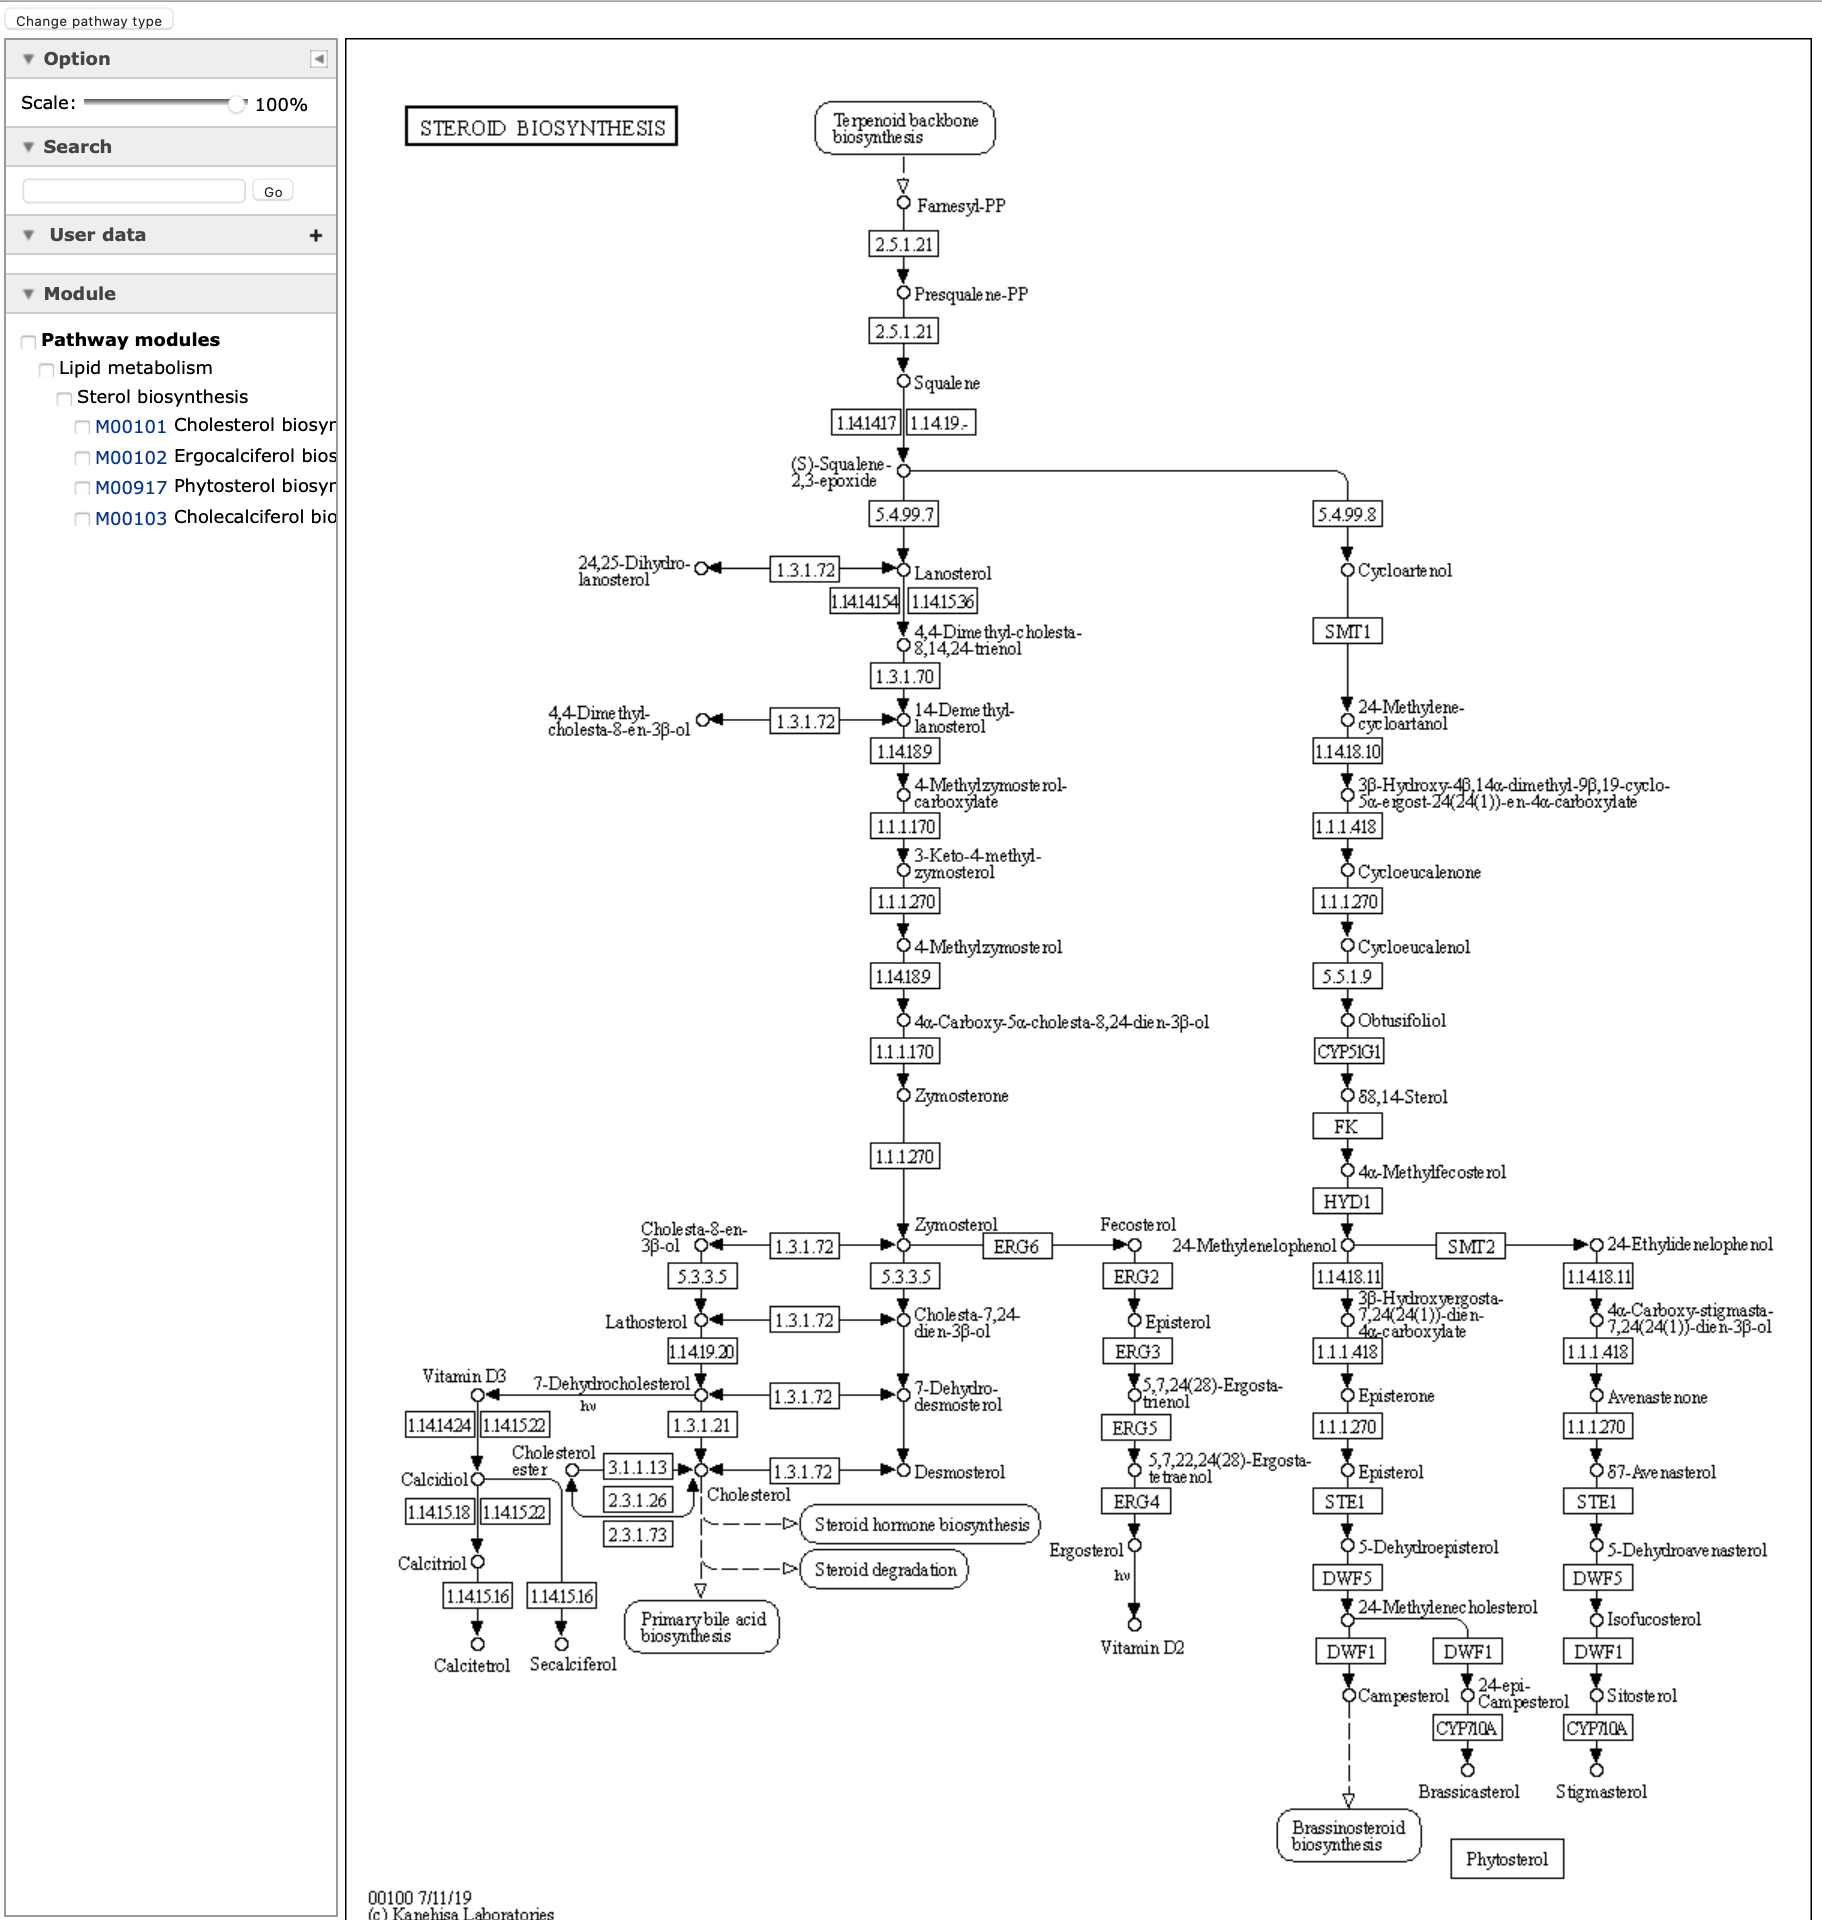 Change pathway type
Option
Scale: 100%
Search
Go
User data +
Module
Pathway modules
Lipid metabolism
Sterol biosynthesis
M00101 Cholesterol biosyr
M00102 Ergocalciferol bios
M00917 Phytosterol biosyr
M00103 Cholecalciferol bio
STEROID BIOSYNTHESIS
Terpenoid backbone
biosynthesis
Farnesyl-PP
2.5.1.21
Presqualene-PP
2.5.1.21
Squalene
1.14.14.17 1.14.19.-
(S)-Squalene-
2,3-epoxide
5.4.99.7
5.4.99.8
24,25-Dihydro-
lanosterol
1.3.1.72
Lanosterol
Cycloartenol
1.14.14.154 1.14.15.36
SMT1
4,4-Dimethyl-cholesta-
8,14,24-trienol
1.3.1.70
4,4-Dimethyl-
cholesta-8-en-3β-ol
1.3.1.72
14-Demethyl-
lanosterol
24-Methylene-
cycloartanol
1.14.18.9
1.14.18.10
4-Methylzymosterol-
carboxylate
3β-Hydroxy-4β,14α-dimethyl-9β,19-cyclo-
5α-ergost-24(24(1))-en-4α-carboxylate
1.1.1.170
1.1.1.418
3-Keto-4-methyl-
zymosterol
Cycloeucalenone
1.1.1.270
1.1.1.270
4-Methylzymosterol
Cycloeucalenol
1.14.18.9
5.5.1.9
4α-Carboxy-5α-cholesta-8,24-dien-3β-ol
Obtusifoliol
1.1.1.170
CYP51G1
Zymosterone
δ8,14-Sterol
FK
1.1.1.270
4α-Methylfecosterol
HYD1
Cholesta-8-en-
3β-ol
1.3.1.72
Zymosterol
ERG6
Fecosterol
24-Methylenelophenol
SMT2
24-Ethylidenelophenol
5.3.3.5
5.3.3.5
ERG2
1.14.18.11
1.14.18.11
Lathosterol
1.3.1.72
Cholesta-7,24-
dien-3β-ol
Episterol
3β-Hydroxyergosta-
7,24(24(1))-dien-
4α-carboxylate
4α-Carboxy-stigmasta-
7,24(24(1))-dien-3β-ol
1.14.19.20
ERG3
1.1.1.418
1.1.1.418
Vitamin D3
7-Dehydrocholesterol
hν
1.3.1.72
7-Dehydro-
desmosterol
5,7,24(28)-Ergosta-
trienol
Episterone
Avenastenone
1.14.14.24 1.14.15.22
1.3.1.21
ERG5
1.1.1.270
1.1.1.270
Calcidiol
Cholesterol
ester
3.1.1.13
1.3.1.72
Desmosterol
5,7,22,24(28)-Ergosta-
tetraenol
Episterol
δ7-Avenasterol
2.3.1.26
Cholesterol
ERG4
STE1
STE1
1.14.15.18 1.14.15.22
2.3.1.73
Steroid hormone biosynthesis
Calcitriol
Steroid degradation
Ergosterol
5-Dehydroepisterol
5-Dehydroavenasterol
hν
DWF5
DWF5
1.14.15.16
1.14.15.16
24-Methylenecholesterol
Isofucosterol
Primary bile acid
biosynthesis
Vitamin D2
DWF1
DWF1
DWF1
Calcitetrol
Secalciferol
Campesterol
24-epi-
Campesterol
Sitosterol
CYP710A
CYP710A
Brassicasterol
Stigmasterol
Brassinosteroid
biosynthesis
Phytosterol
00100 7/11/19
(c) Kanehisa Laboratories